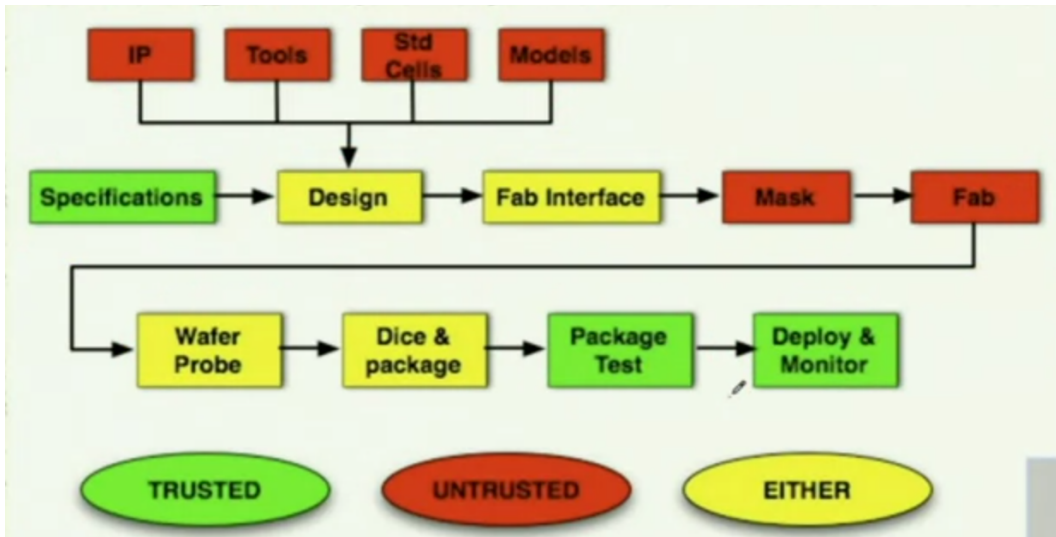 IP
Tools
Std
Cells
Models
Specifications
Design
Fab Interface
Mask
Fab
Wafer
Probe
Dice &
package
Package
Test
Deploy &
Monitor
TRUSTED
UNTRUSTED
EITHER